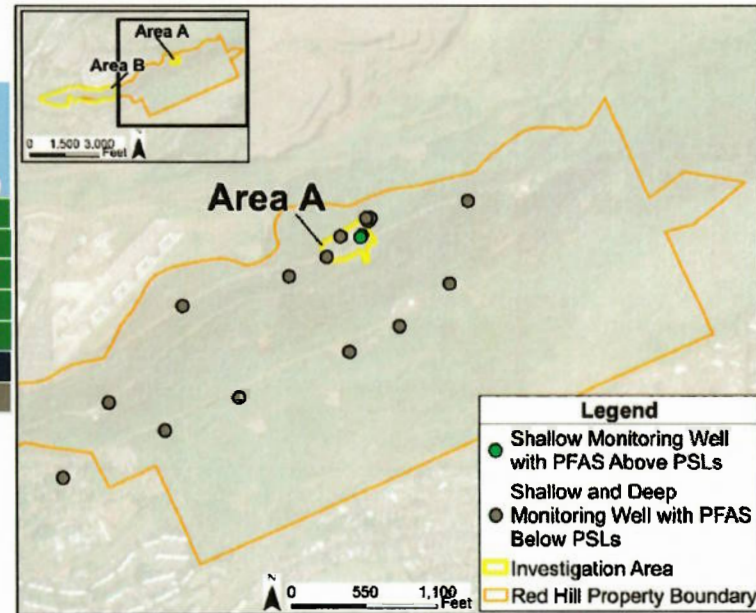 Area A
Area B
0 1,500 3,000
Feet
N
Area A
Legend
Shallow Monitoring Well
with PFAS Above PSLs
Shallow and Deep
Monitoring Well with PFAS
Below PSLs
Investigation Area
Red Hill Property Boundary
N
0 550 1,100
Feet